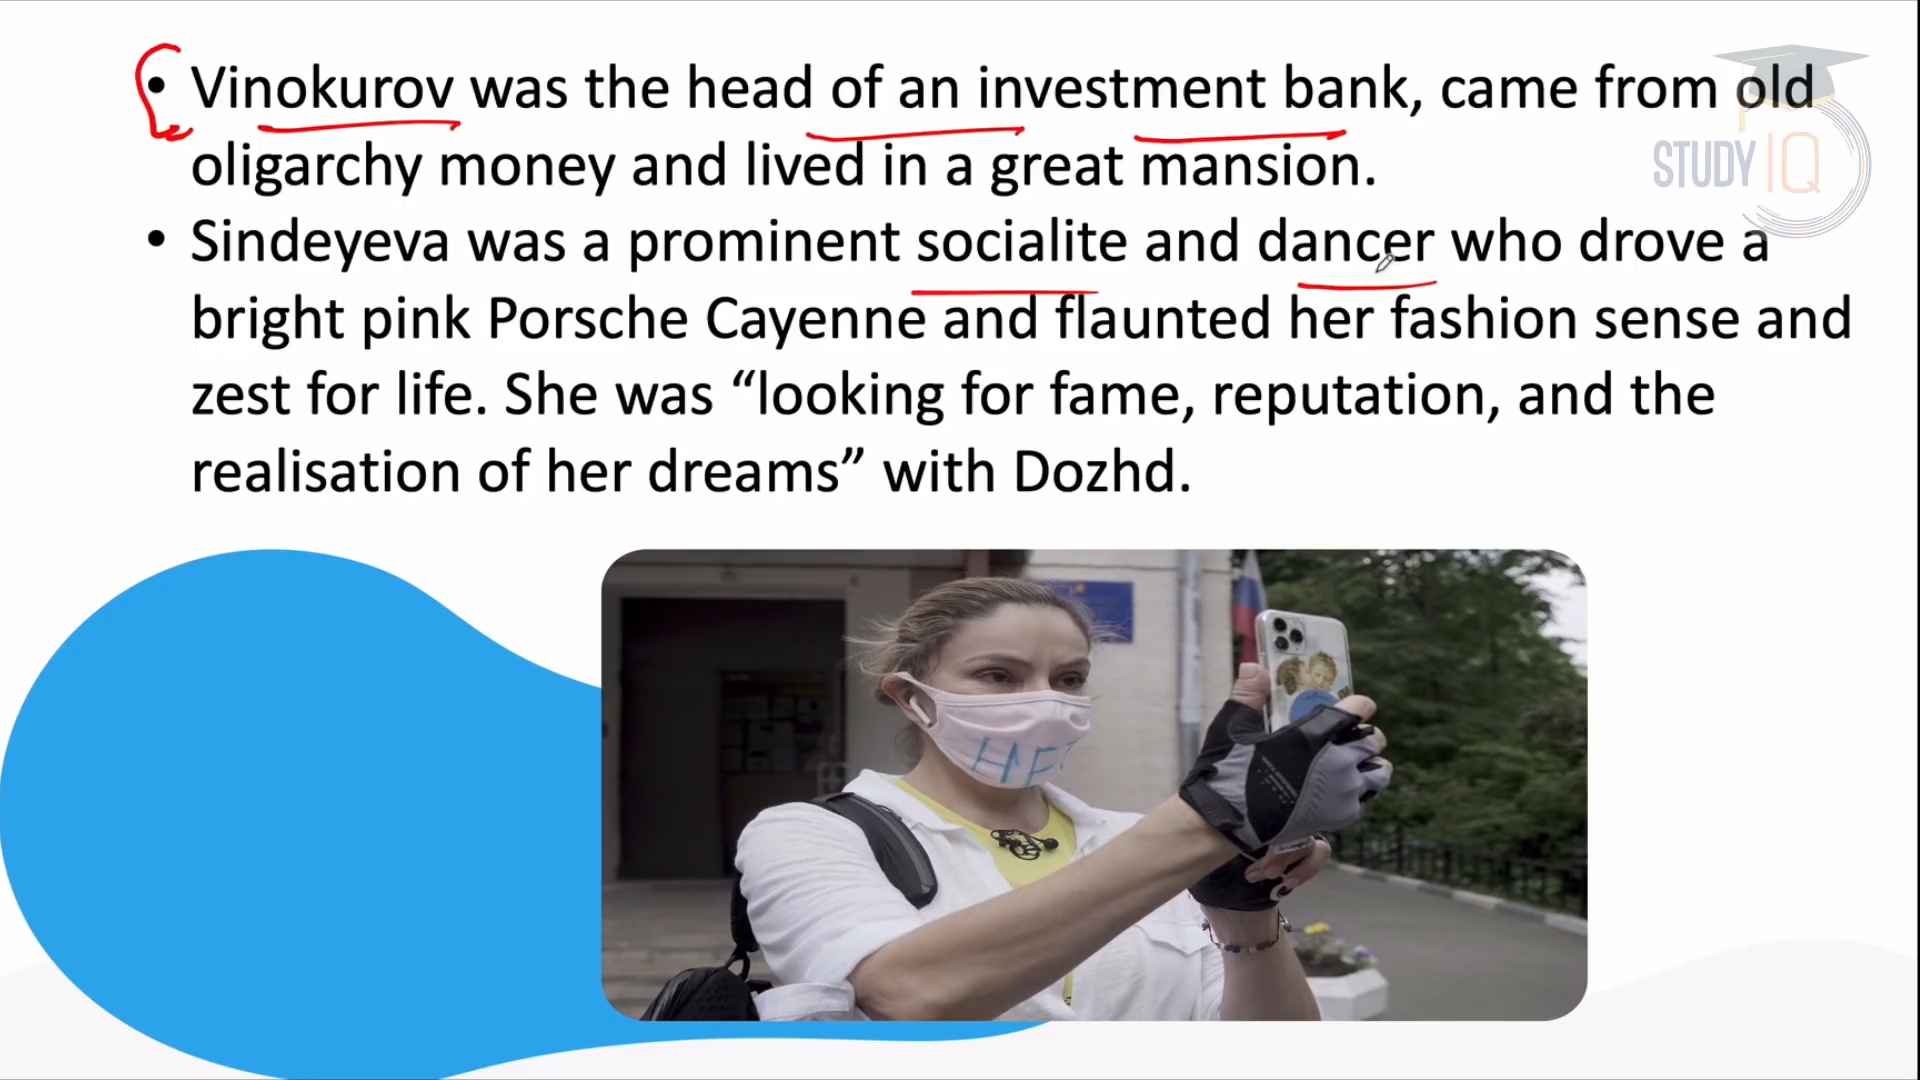 • Vinokurov was the head of an investment bank, came from old
oligarchy money and lived in a great mansion.
• Sindeyeva was a prominent socialite and dancer who drove a
bright pink Porsche Cayenne and flaunted her fashion sense and
zest for life. She was “looking for fame, reputation, and the
realisation of her dreams” with Dozhd.
STUDY IQ
НЕТ